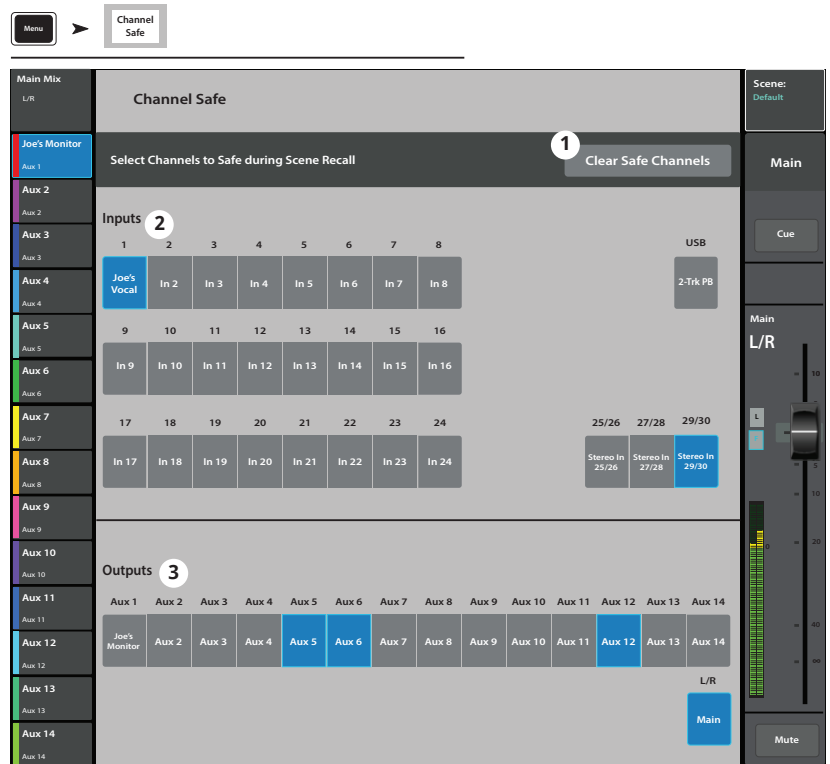 Menu
Channel
Safe
Main Mix
L/R
Channel Safe
Scene:
Default
Joe's Monitor
Aux 1
Select Channels to Safe during Scene Recall
1
Clear Safe Channels
Main
Aux 2
Aux 2
Aux 3
Aux 3
Aux 4
Aux 4
Aux 5
Aux 5
Aux 6
Aux 6
Aux 7
Aux 7
Aux 8
Aux 8
Aux 9
Aux 9
Aux 10
Aux 10
Aux 11
Aux 11
Aux 12
Aux 12
Aux 13
Aux 13
Aux 14
Aux 14
Inputs 2
1 2 3 4 5 6 7 8 USB
Joe's
Vocal
In 2 In 3 In 4 In 5 In 6 In 7 In 8 2-Trk PB
9 10 11 12 13 14 15 16
In 9 In 10 In 11 In 12 In 13 In 14 In 15 In 16
17 18 19 20 21 22 23 24 25/26 27/28 29/30
In 17 In 18 In 19 In 20 In 21 In 22 In 23 In 24
Stereo In
25/26
Stereo In
27/28
Stereo In
29/30
Outputs 3
Aux 1 Aux 2 Aux 3 Aux 4 Aux 5 Aux 6 Aux 7 Aux 8 Aux 9 Aux 10 Aux 11 Aux 12 Aux 13 Aux 14
Joe's
Monitor
Aux 2 Aux 3 Aux 4 Aux 5 Aux 6 Aux 7 Aux 8 Aux 9 Aux 10 Aux 11 Aux 12 Aux 13 Aux 14
L/R
Main
Cue
Main
L/R
10
L
5
10
20
0
40
∞
Mute